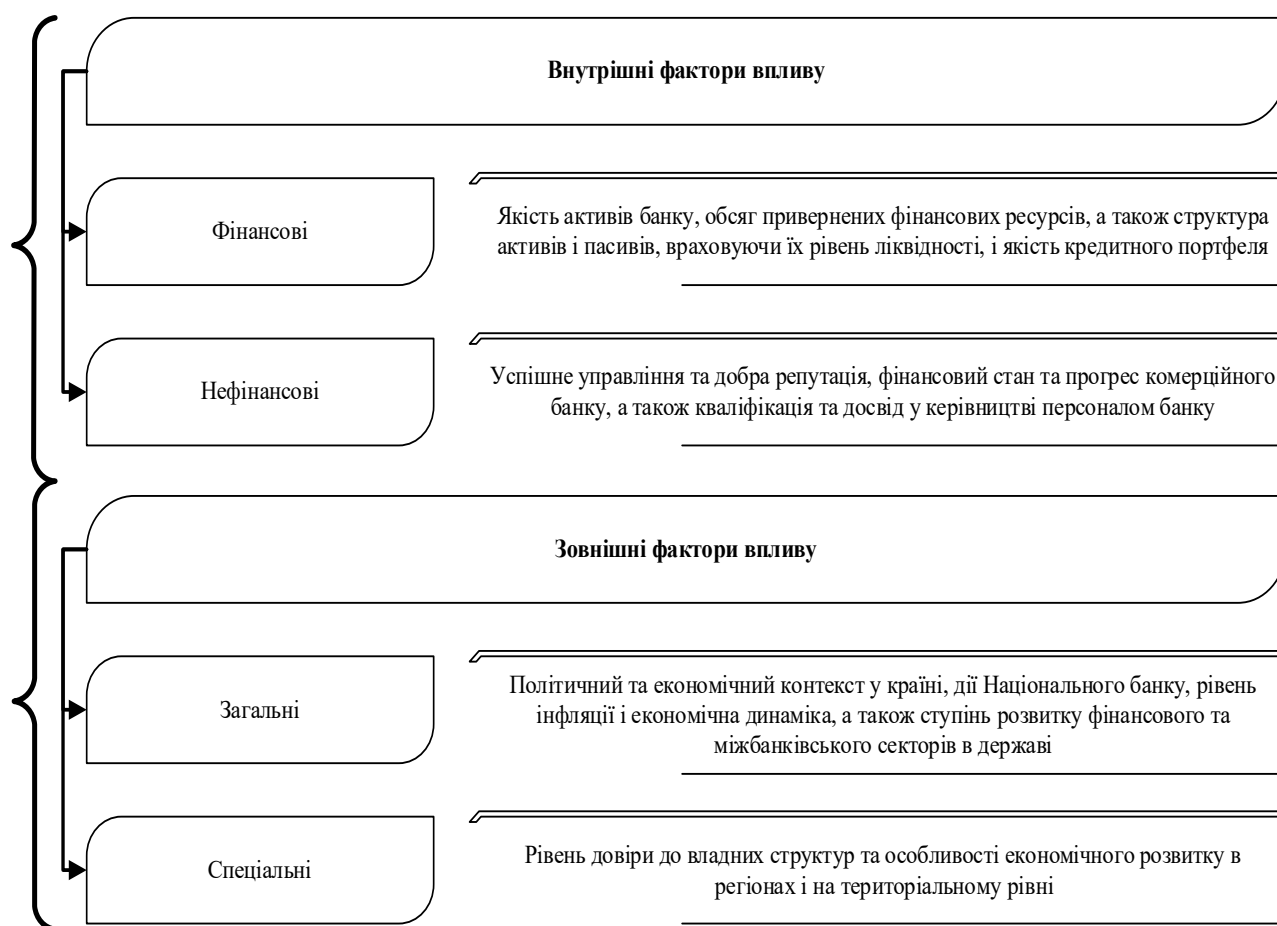 Внутрішні фактори впливу
Фінансові
Якість активів банку, обсяг привернених фінансових ресурсів, а також структура
активів і пасивів, враховуючи їх рівень ліквідності, і якість кредитного портфеля
Нефінансові
Успішне управління та добра репутація, фінансовий стан та прогрес комерційного
банку, а також кваліфікація та досвід у керівництві персоналом банку
Зовнішні фактори впливу
Загальні
Політичний та економічний контекст у країні, дії Національного банку, рівень
інфляції і економічна динаміка, а також ступінь розвитку фінансового та
міжбанківського секторів в державі
Спеціальні
Рівень довіри до владних структур та особливості економічного розвитку в
регіонах і на територіальному рівні